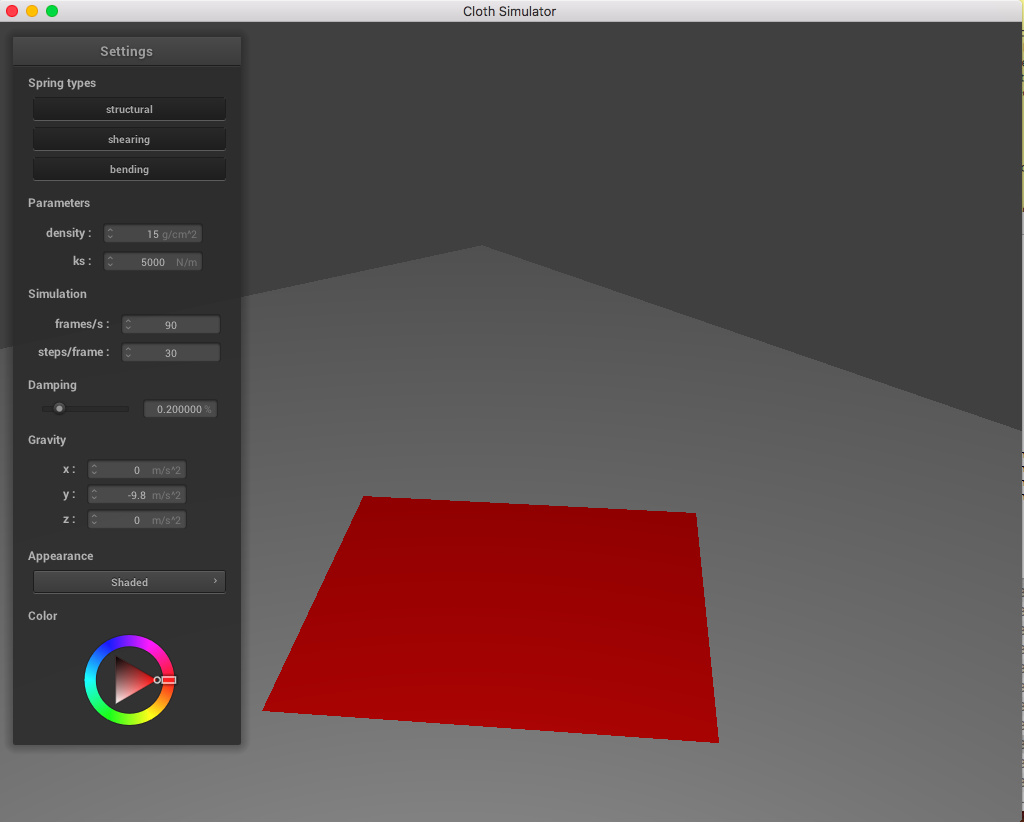 Cloth Simulator
Settings
Spring types
structural
shearing
bending
Parameters
density : 15 g/cm^2
ks : 5000 N/m
Simulation
frames/s : 90
steps/frame : 30
Damping
0.200000 %
Gravity
x : 0 m/s^2
y : -9.8 m/s^2
z : 0 m/s^2
Appearance
Shaded
Color